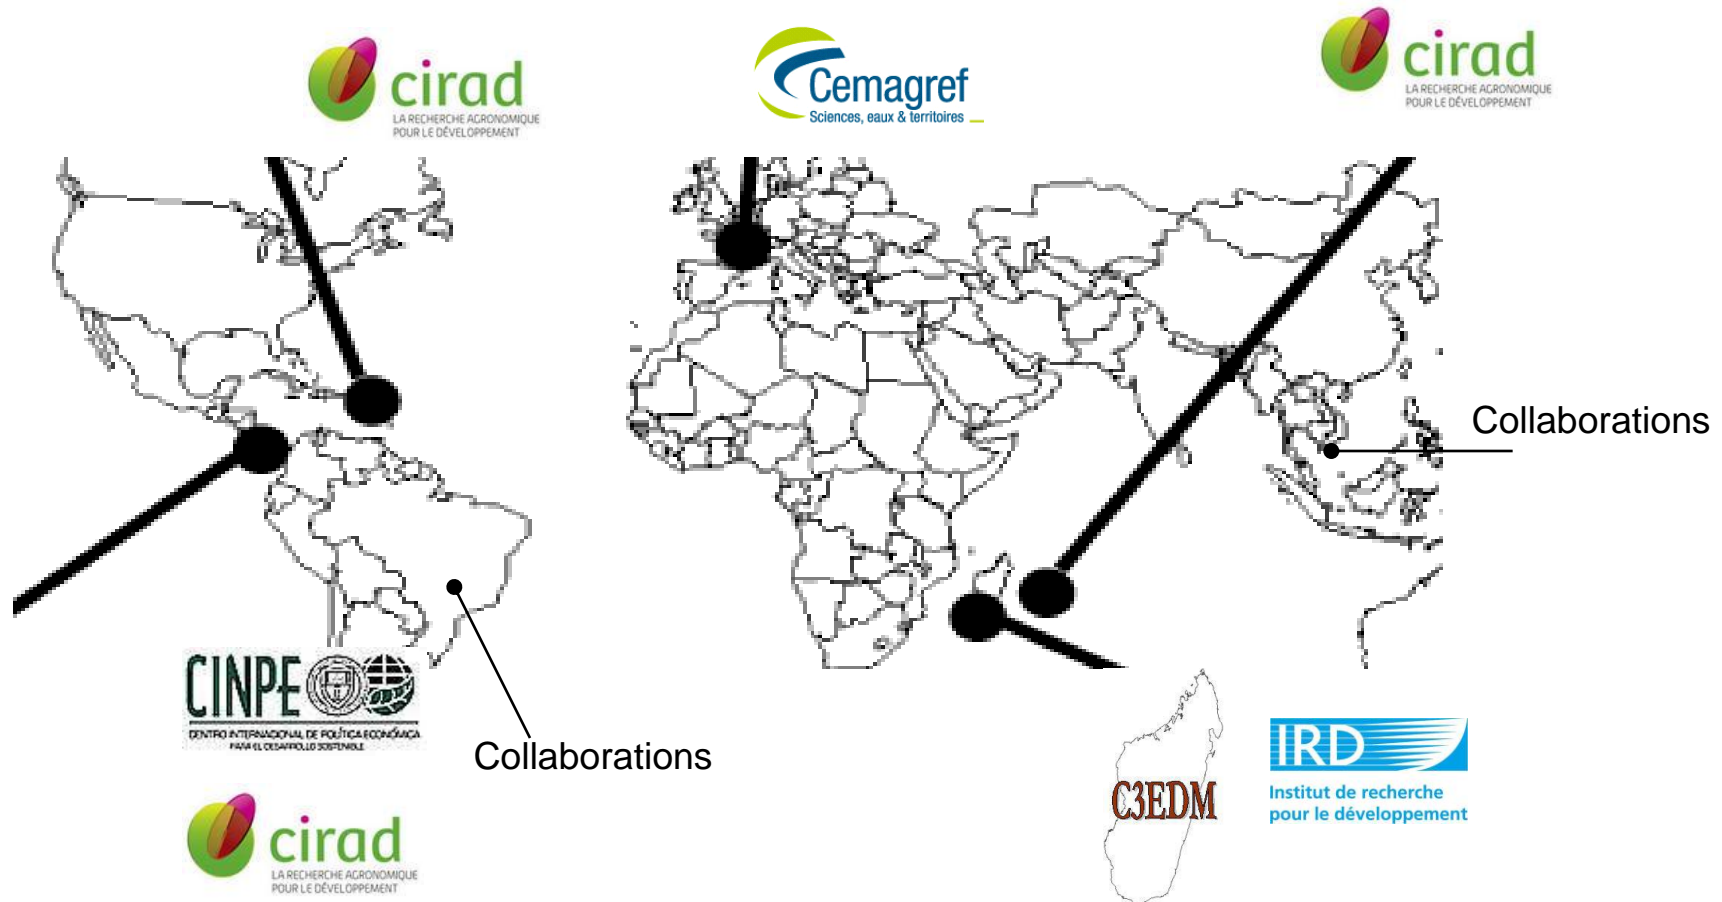 cirad
LA RECHERCHE AGRONOMIQUE
POUR LE DÉVELOPPEMENT
Cemagref
Sciences, eaux & territoires
cirad
LA RECHERCHE AGRONOMIQUE
POUR LE DÉVELOPPEMENT
Collaborations
CINPE
CENTRO INTERNACIONAL DE POLÍTICA ECONÓMICA
PARA EL DESARROLLO SOSTENIBLE
Collaborations
C3EDM
IRD
Institut de recherche
pour le développement
cirad
LA RECHERCHE AGRONOMIQUE
POUR LE DÉVELOPPEMENT